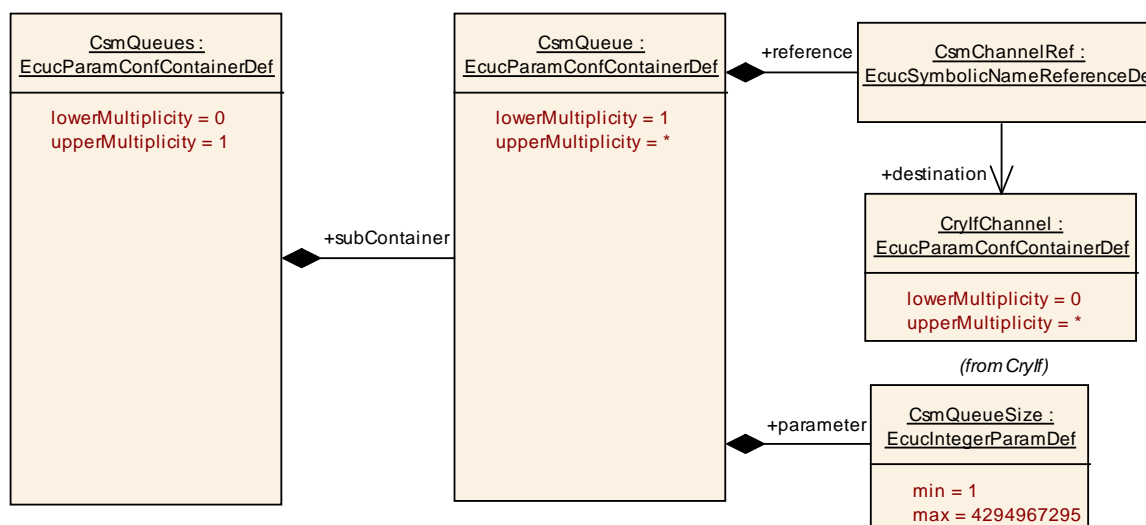 CsmQueues :
EcucParamConfContainerDef
lowerMultiplicity = 0
upperMultiplicity = 1
+subContainer
CsmQueue :
EcucParamConfContainerDef
lowerMultiplicity = 1
upperMultiplicity = *
+reference
CsmChannelRef :
EcucSymbolicNameReferenceDe
+destination
CryIfChannel :
EcucParamConfContainerDef
lowerMultiplicity = 0
upperMultiplicity = *
(from CryIf)
+parameter
CsmQueueSize :
EcucIntegerParamDef
min = 1
max = 4294967295